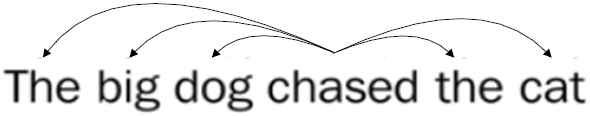 The big dog chased the cat